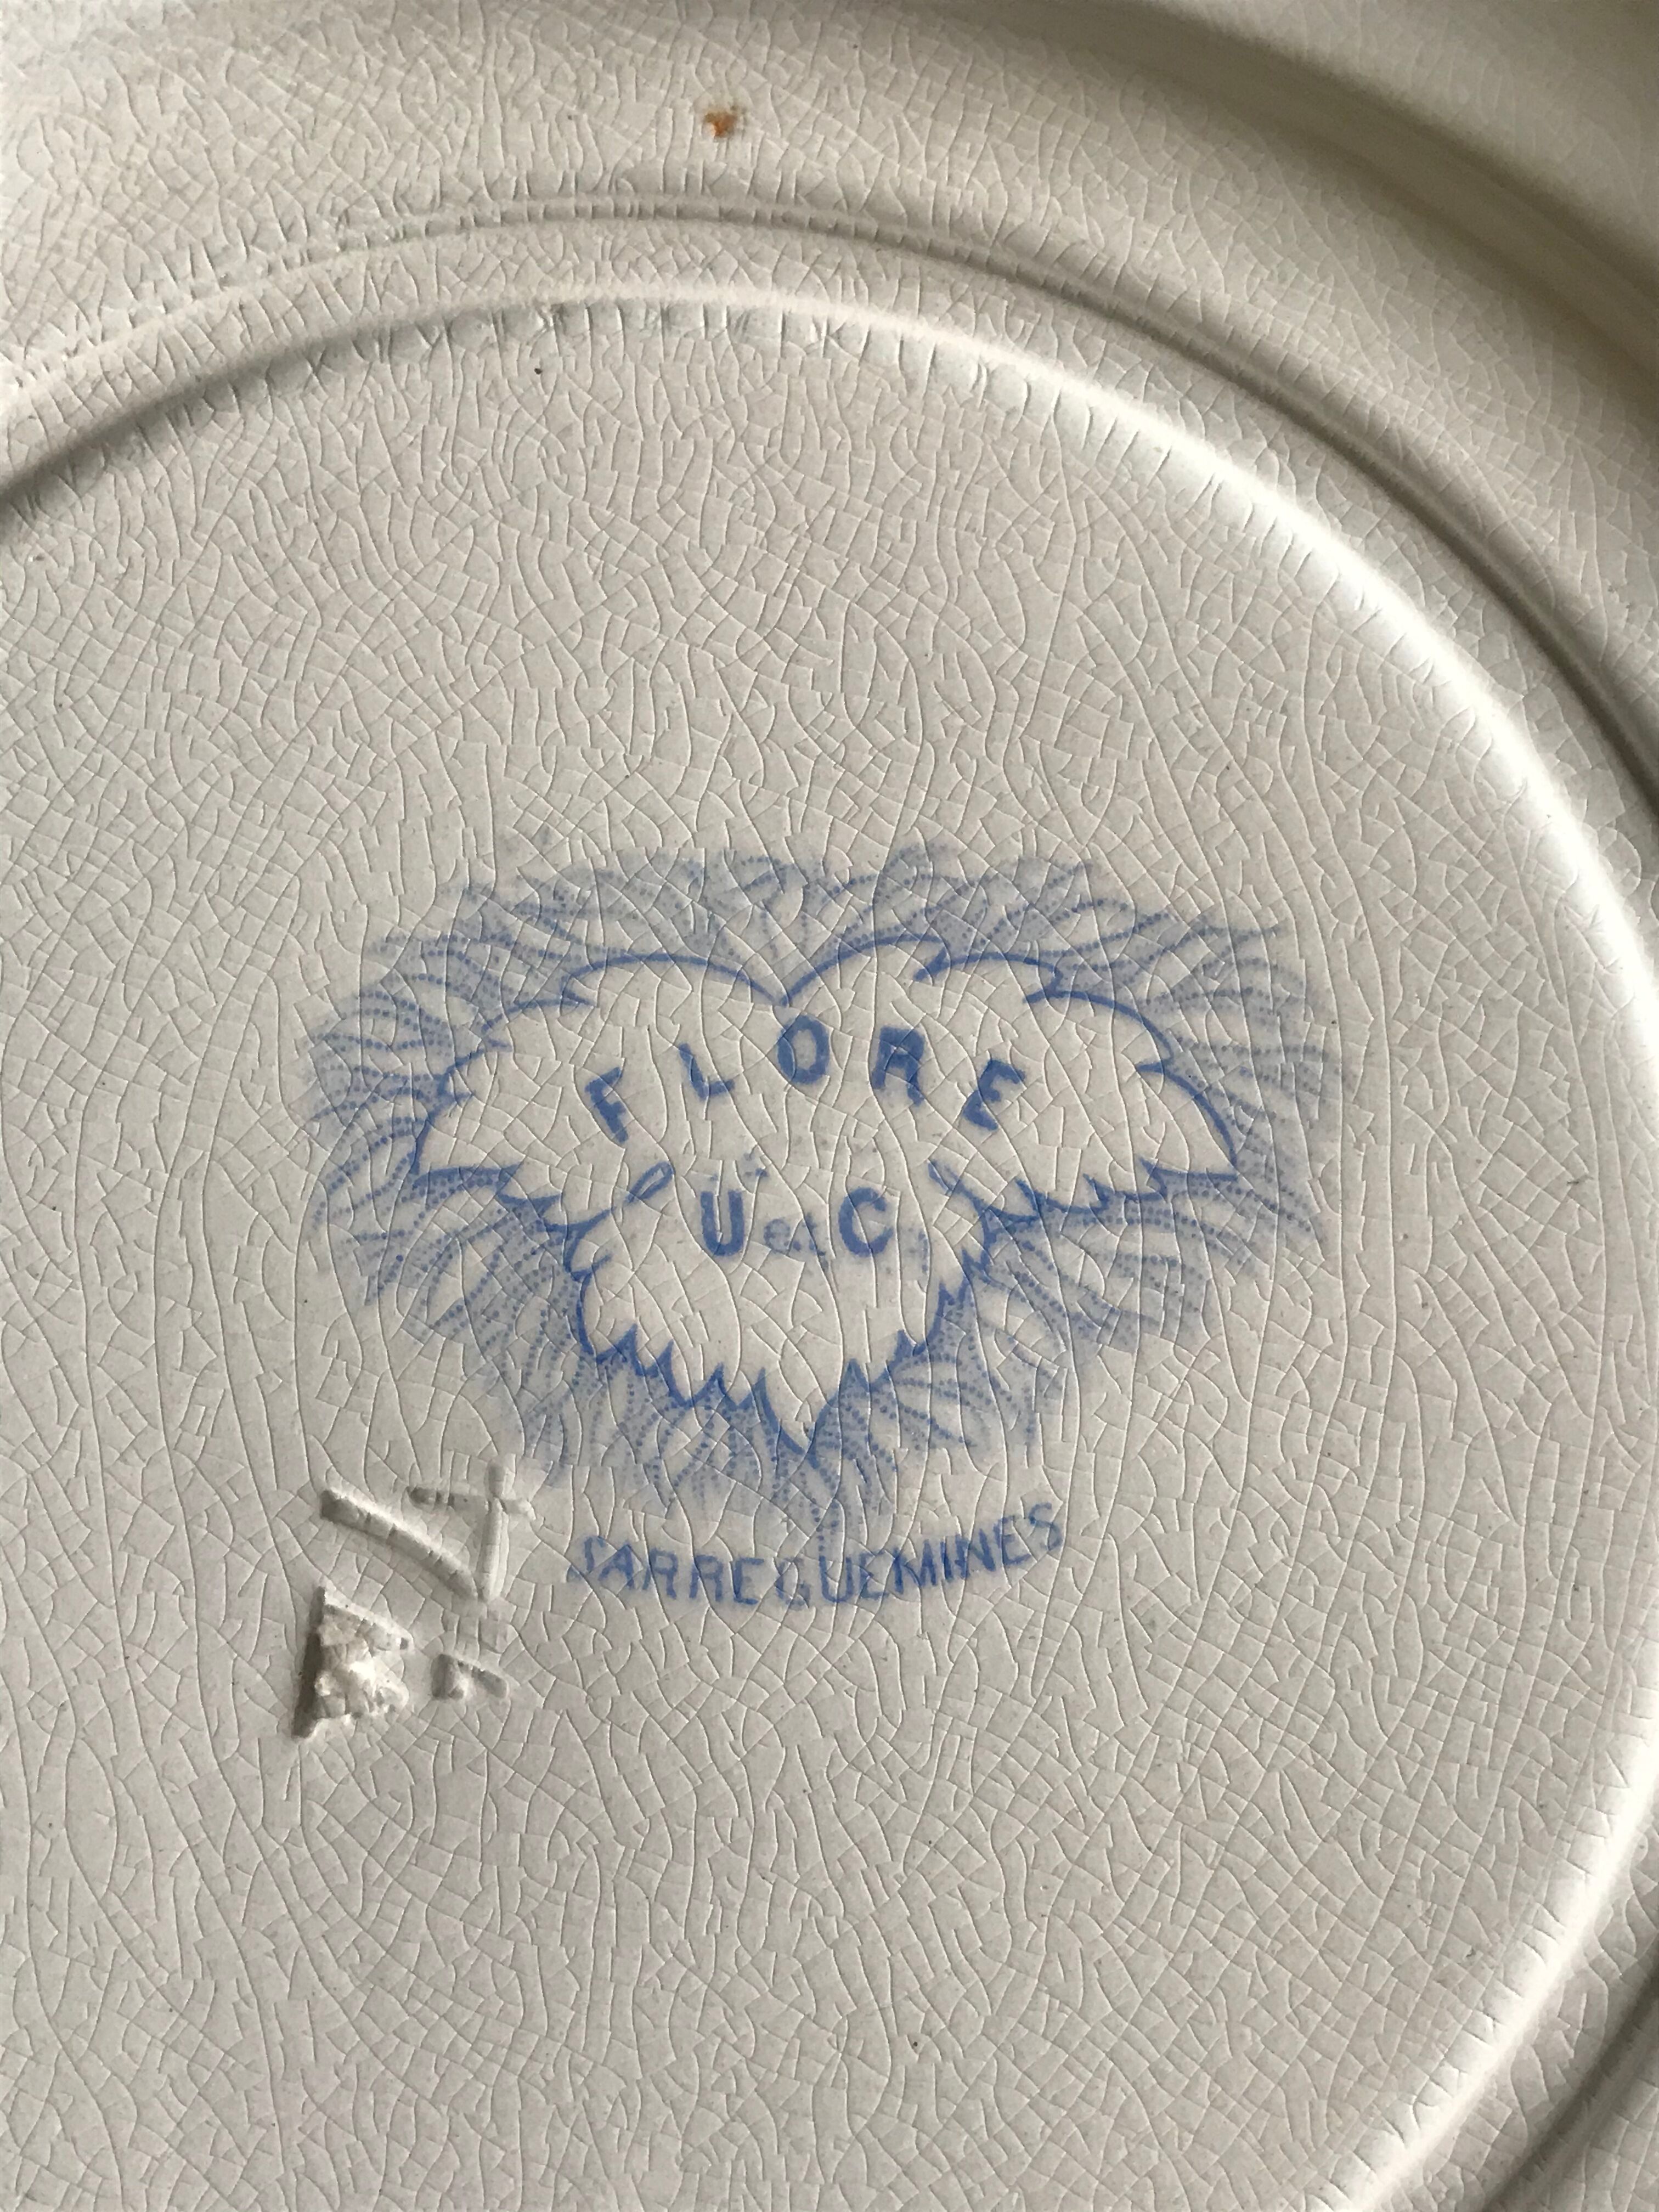 FLORE
U et C
SARREGUEMINES